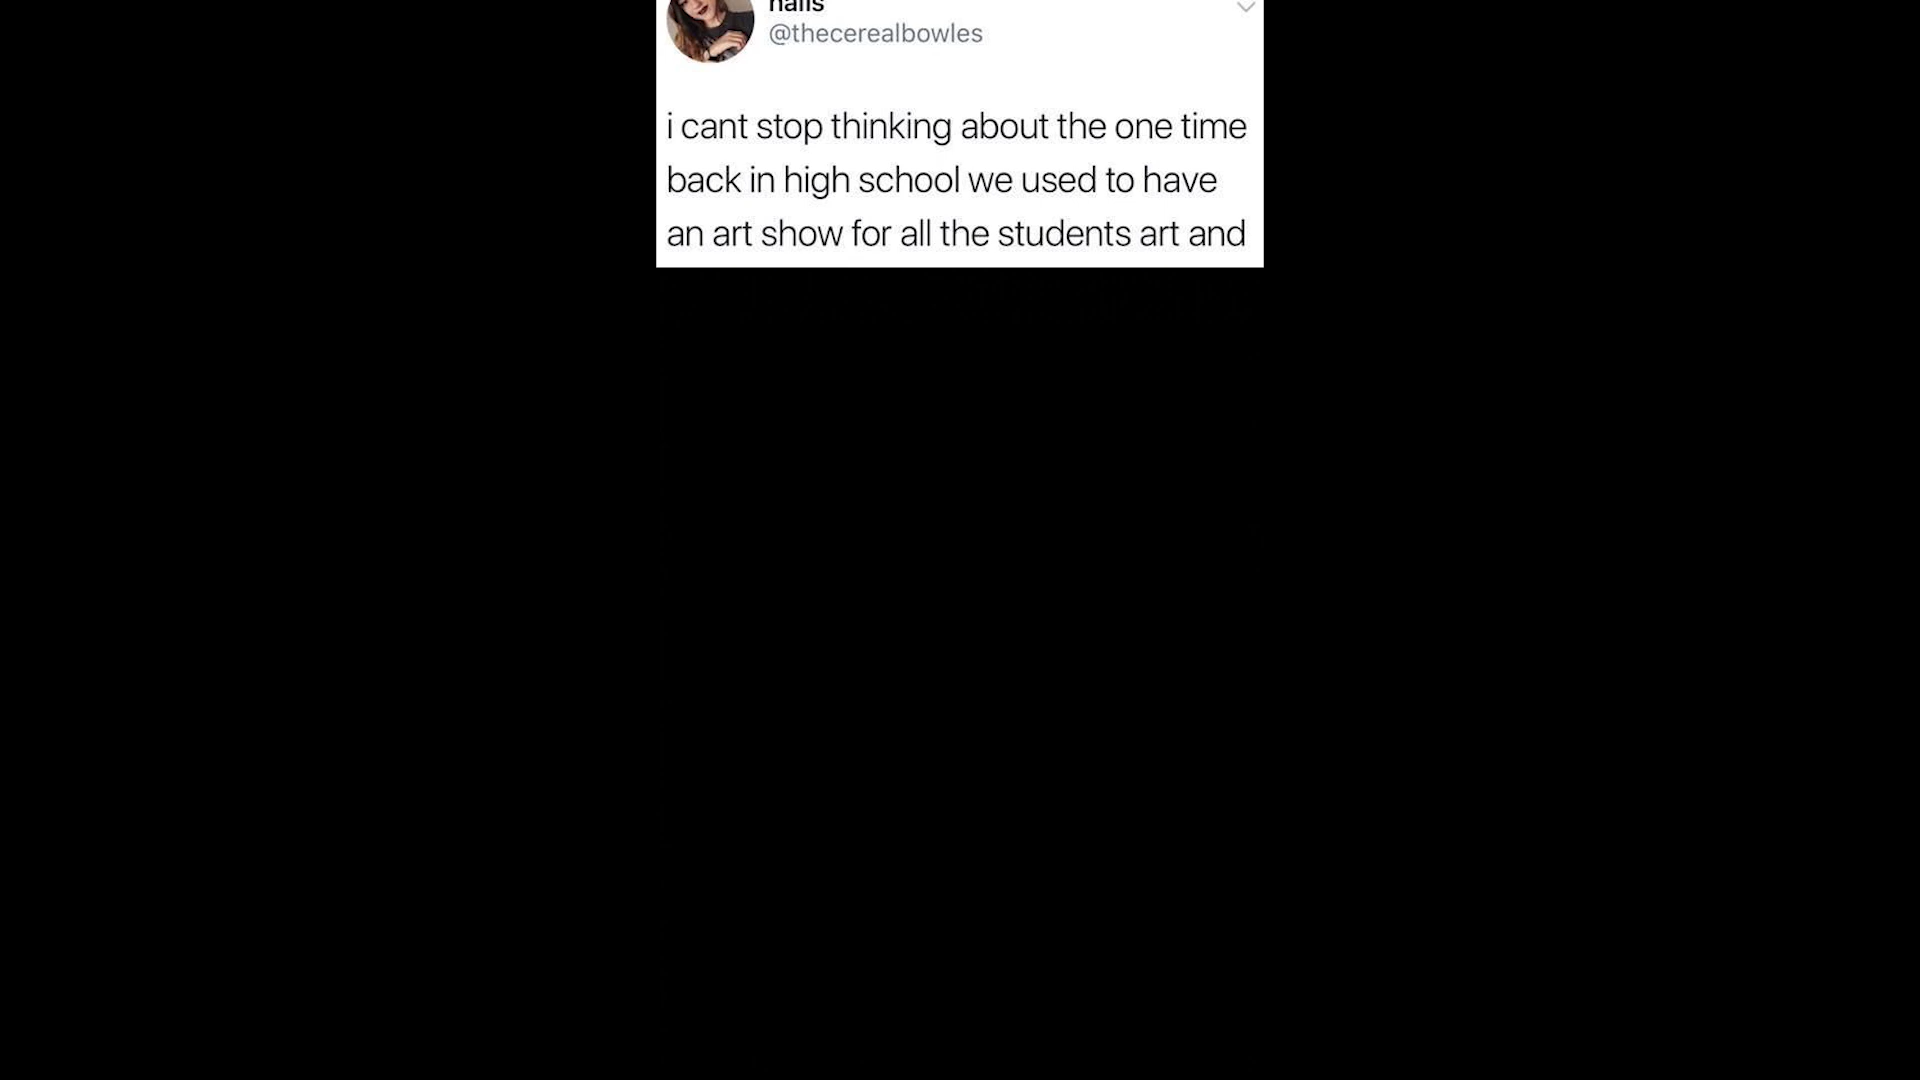 @thecerealbowles
i cant stop thinking about the one time
back in high school we used to have
an art show for all the students art and